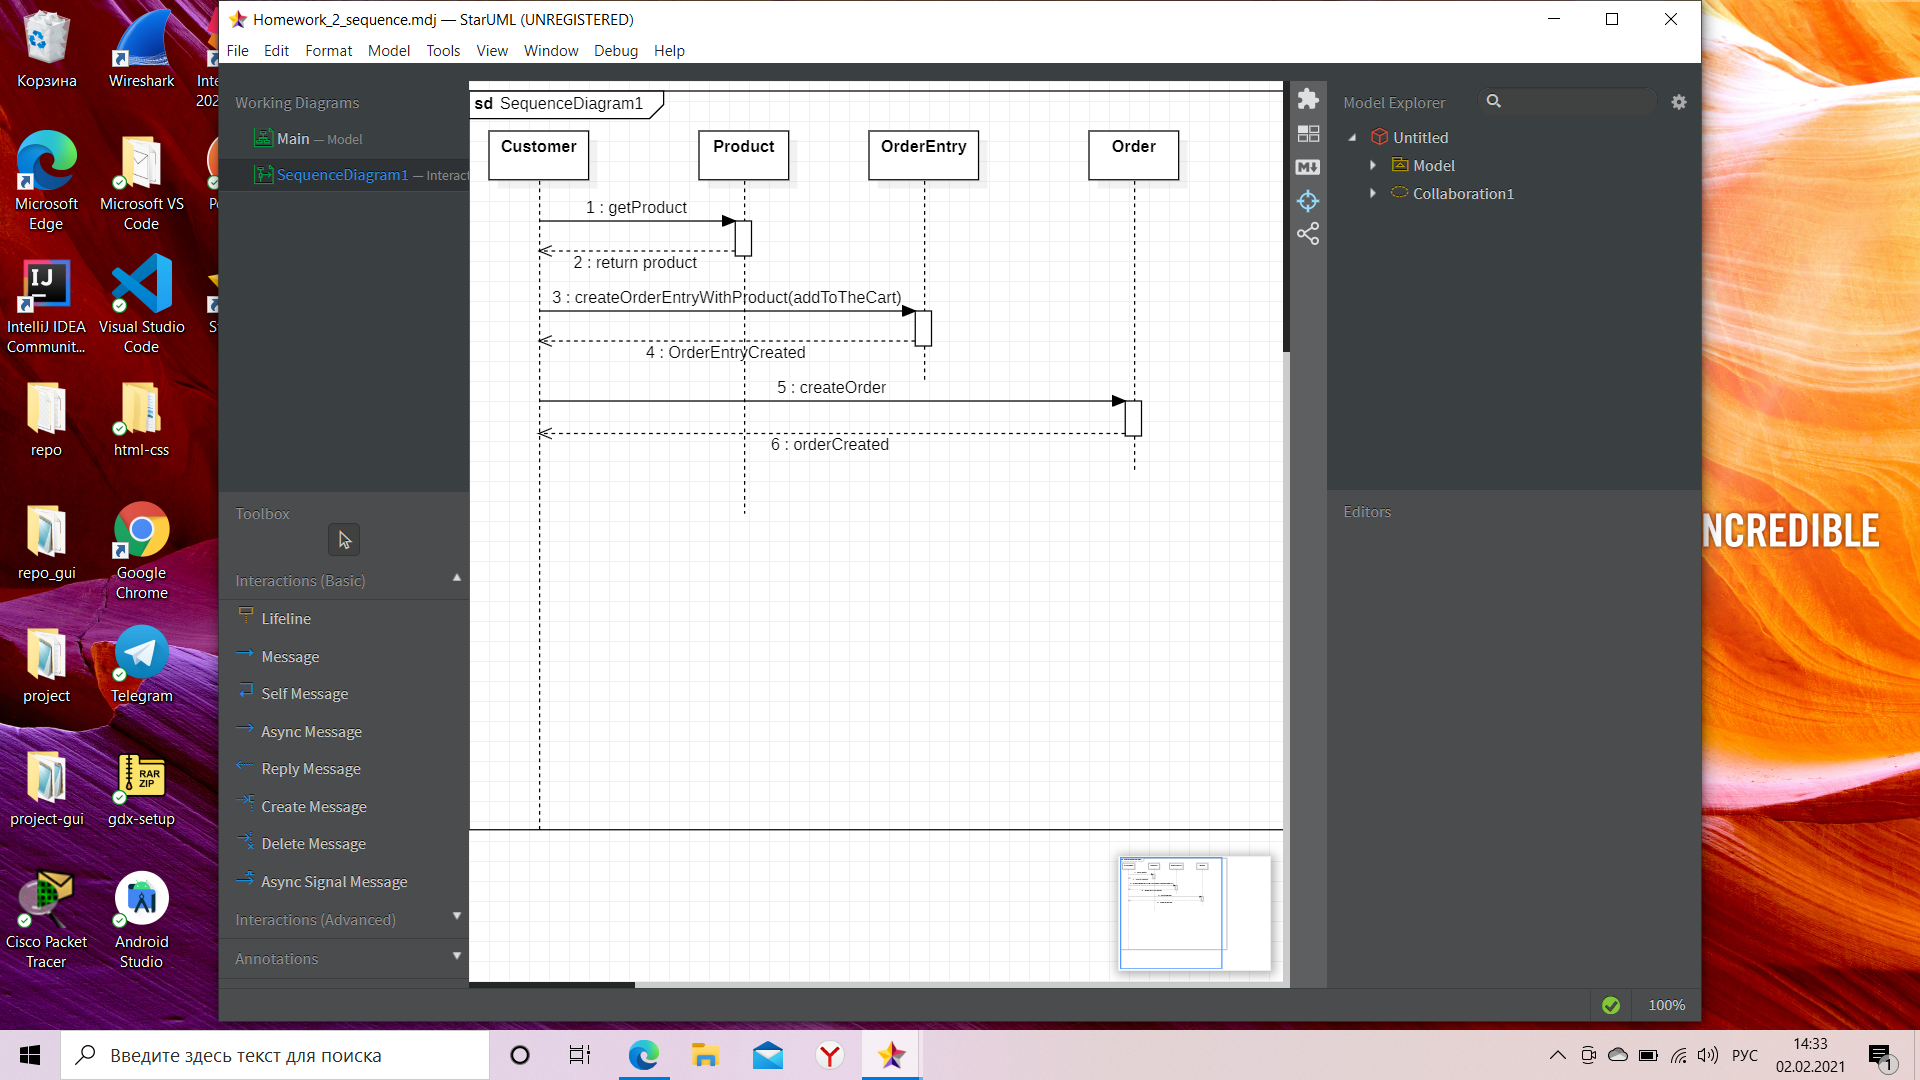 Homework_2_sequence.mdj — StarUML (UNREGISTERED)
File Edit Format Model Tools View Window Debug Help
Корзина
Wireshark
Inte
202
Microsoft
Edge
Microsoft VS
Code
IntelliJ IDEA
Communit...
Visual Studio
Code
repo
html-css
repo_gui
Google
Chrome
project
Telegram
project-gui
gdx-setup
RAR
ZIP
Cisco Packet
Tracer
Android
Studio
Working Diagrams
Main — Model
SequenceDiagram1 — Interact
Toolbox
Interactions (Basic)
Lifeline
Message
Self Message
Async Message
Reply Message
Create Message
Delete Message
Async Signal Message
Interactions (Advanced)
Annotations
sd SequenceDiagram1
Customer
Product
OrderEntry
Order
1 : getProduct
2 : return product
3 : createOrderEntryWithProduct(addToTheCart)
4 : OrderEntryCreated
5 : createOrder
6 : orderCreated
Model Explorer
Untitled
Model
Collaboration1
Editors
100%
NCREDIBLE
Введите здесь текст для поиска
РУС
14:33
02.02.2021
1